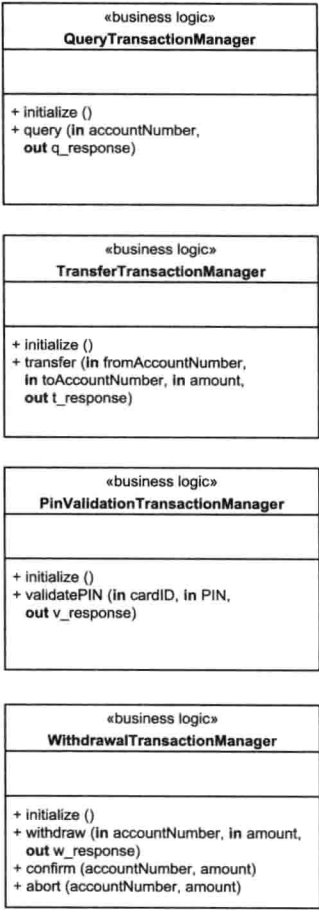 «business logic»
QueryTransactionManager
+ initialize ()
+ query (in accountNumber,
out q_response)
«business logic»
TransferTransactionManager
+ initialize ()
+ transfer (in fromAccountNumber,
in toAccountNumber, in amount,
out t_response)
«business logic»
PinValidationTransactionManager
+ initialize ()
+ validatePIN (in cardID, in PIN,
out v_response)
«business logic»
WithdrawalTransactionManager
+ initialize ()
+ withdraw (in accountNumber, in amount,
out w_response)
+ confirm (accountNumber, amount)
+ abort (accountNumber, amount)